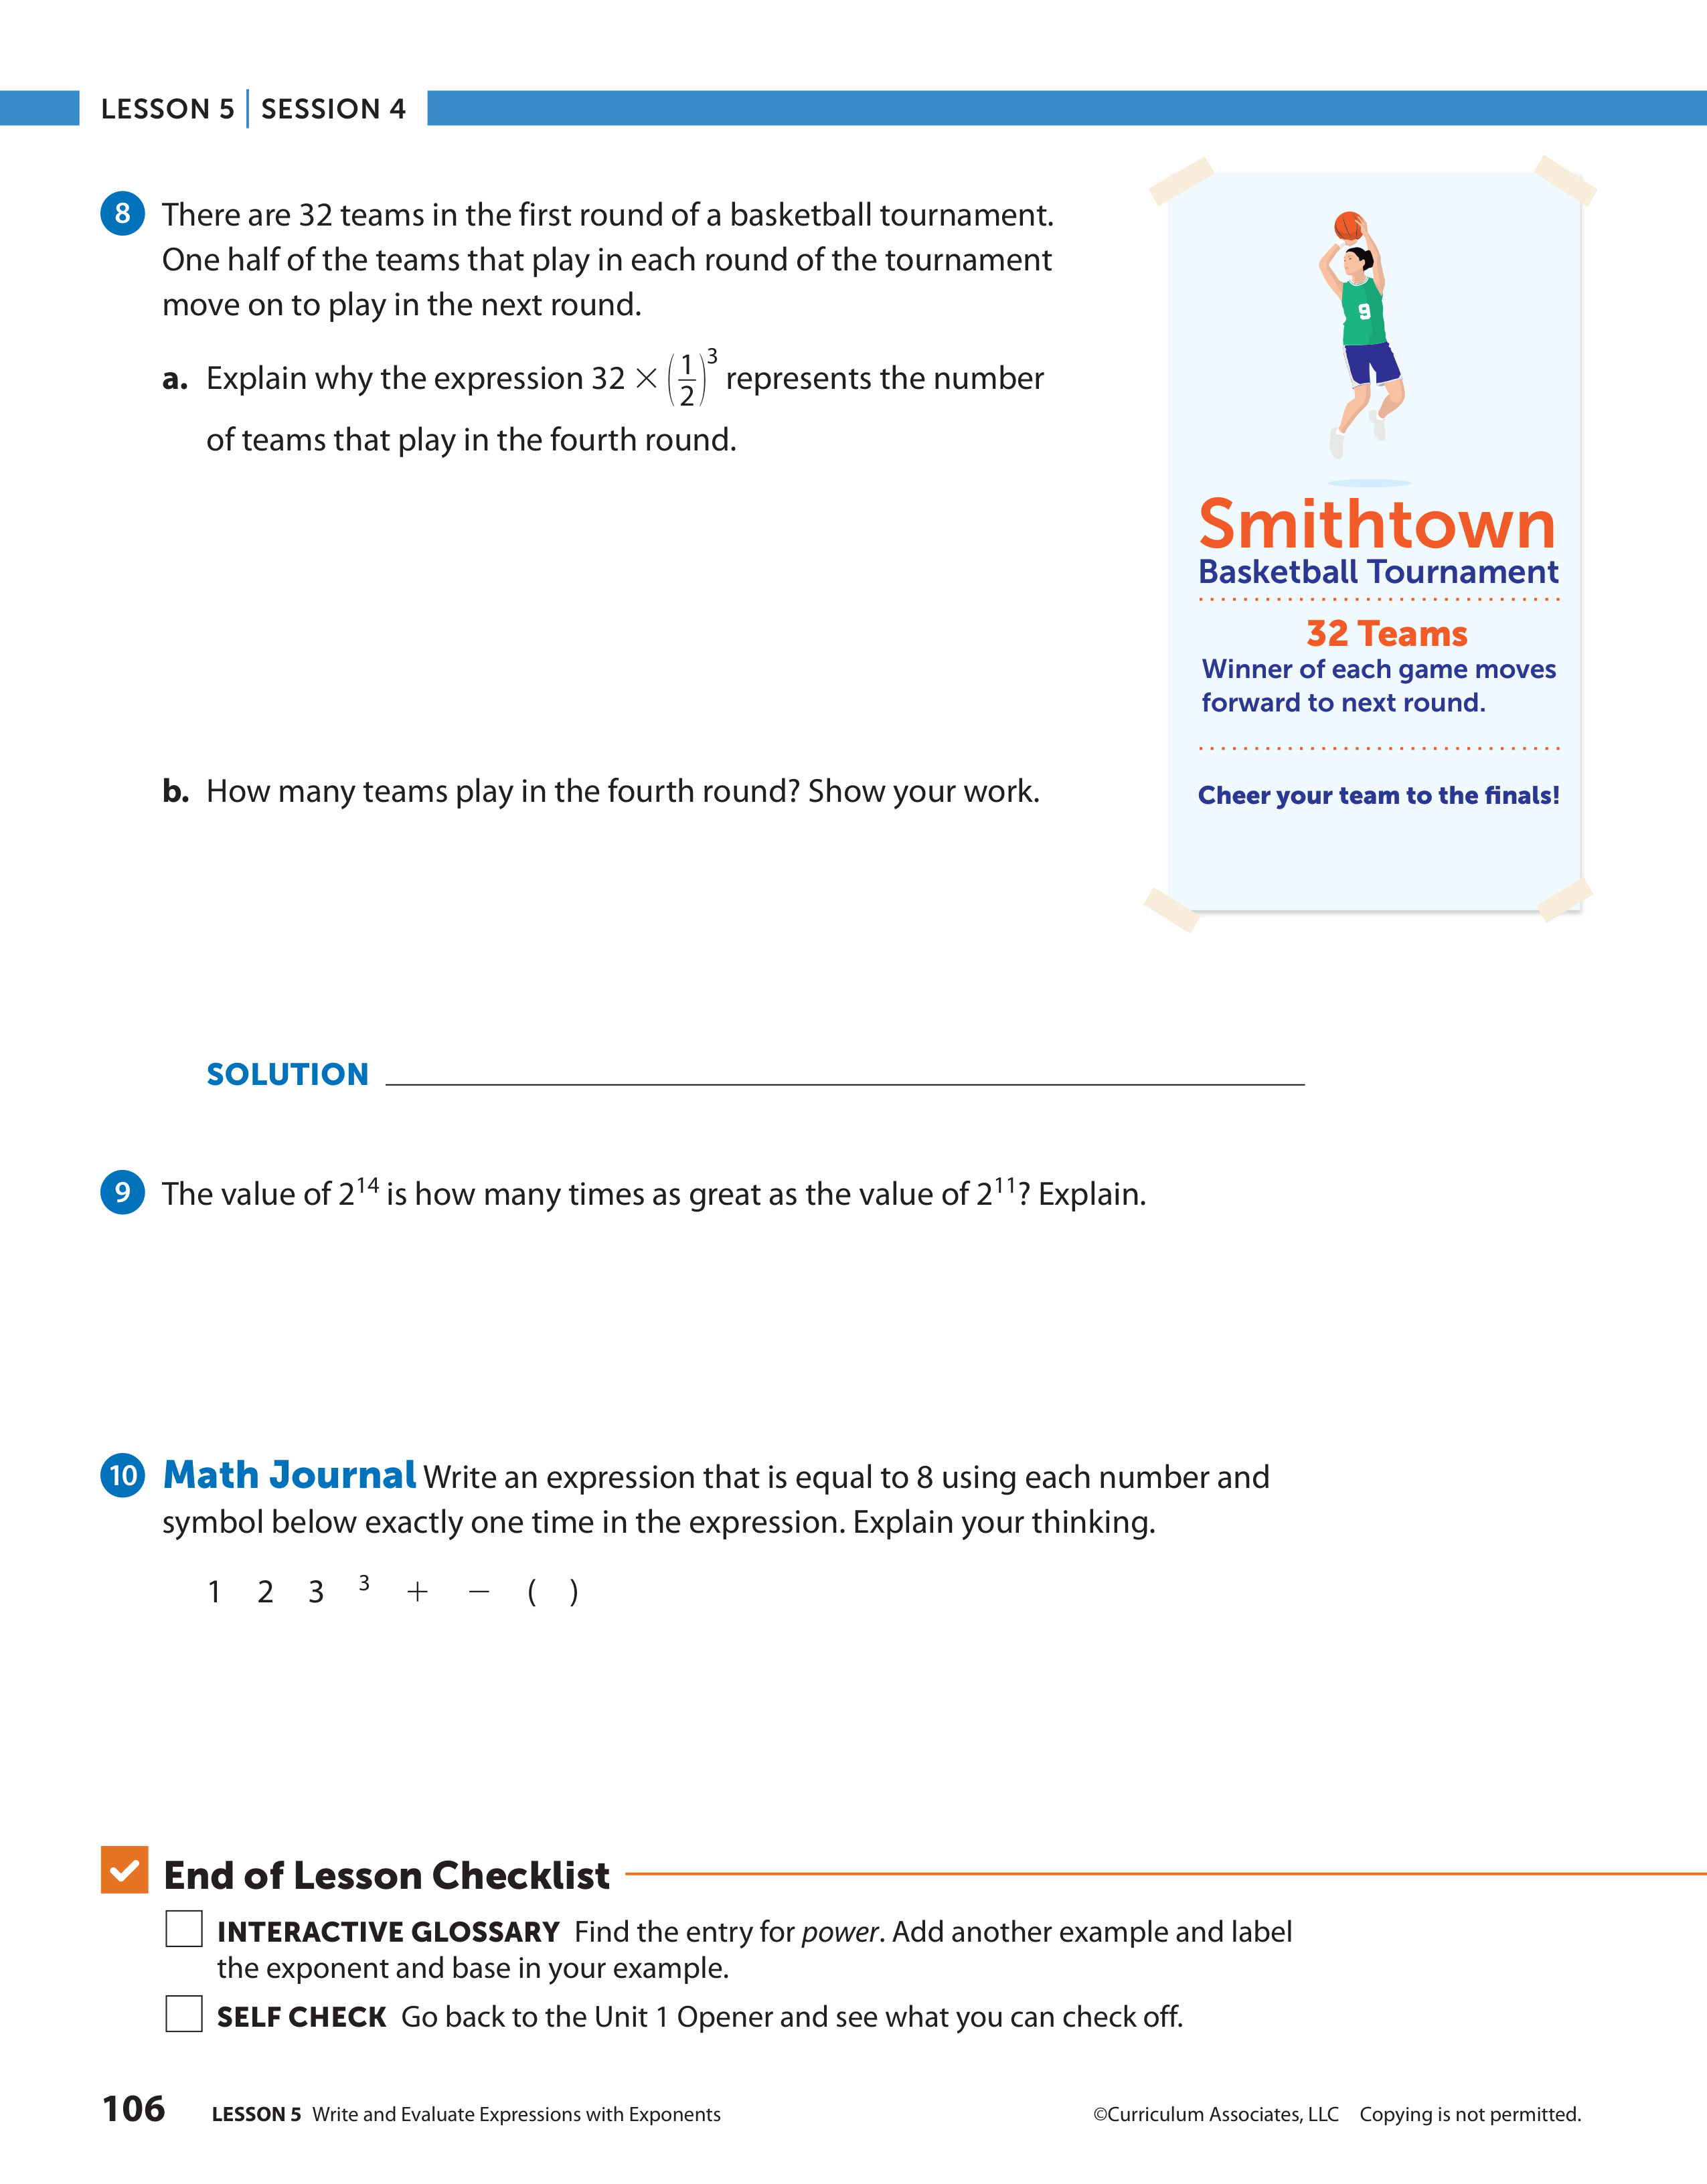 LESSON 5 | SESSION 4
8 There are 32 teams in the first round of a basketball tournament.
One half of the teams that play in each round of the tournament
move on to play in the next round.
a. Explain why the expression 32 × (1/2)³ represents the number
of teams that play in the fourth round.
9
Smithtown
Basketball Tournament
32 Teams
Winner of each game moves
forward to next round.
Cheer your team to the finals!
b. How many teams play in the fourth round? Show your work.
SOLUTION
9 The value of 2¹⁴ is how many times as great as the value of 2¹¹? Explain.
10 Math Journal Write an expression that is equal to 8 using each number and
symbol below exactly one time in the expression. Explain your thinking.
1 2 3 ³ + − ( )
End of Lesson Checklist
INTERACTIVE GLOSSARY Find the entry for power. Add another example and label
the exponent and base in your example.
SELF CHECK Go back to the Unit 1 Opener and see what you can check off.
106 LESSON 5 Write and Evaluate Expressions with Exponents ©Curriculum Associates, LLC Copying is not permitted.